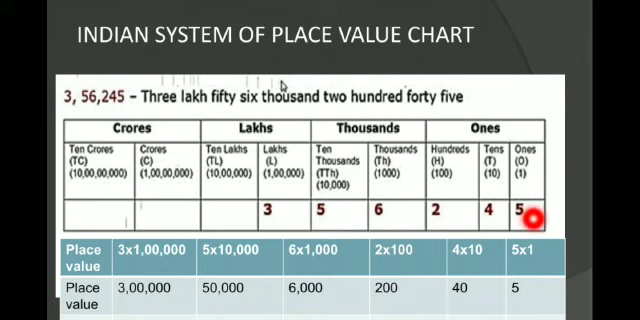 INDIAN SYSTEM OF PLACE VALUE CHART
3, 56,245 – Three lakh fifty six thousand two hundred forty five
Crores Lakhs Thousands Ones
Ten Crores (TC) (10,00,00,000) Crores (C) (1,00,00,000) Ten Lakhs (TL) (10,00,000) Lakhs (L) (1,00,000) Ten Thousands (TTh) (10,000) Thousands (Th) (1000) Hundreds (H) (100) Tens (T) (10) Ones (O) (1)
3 5 6 2 4 5
Place value 3x1,00,000 5x10,000 6x1,000 2x100 4x10 5x1
Place value 3,00,000 50,000 6,000 200 40 5